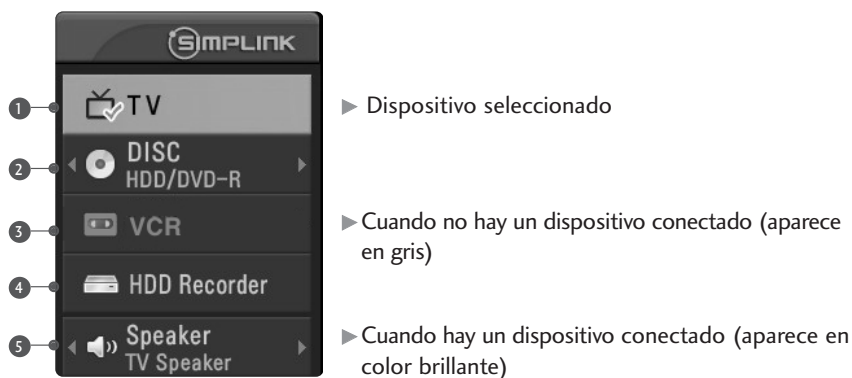 SIMPLINK
1 TV
▶ Dispositivo seleccionado
2 DISC
HDD/DVD-R
3 VCR
▶ Cuando no hay un dispositivo conectado (aparece
en gris)
4 HDD Recorder
5 Speaker
TV Speaker
▶ Cuando hay un dispositivo conectado (aparece en
color brillante)